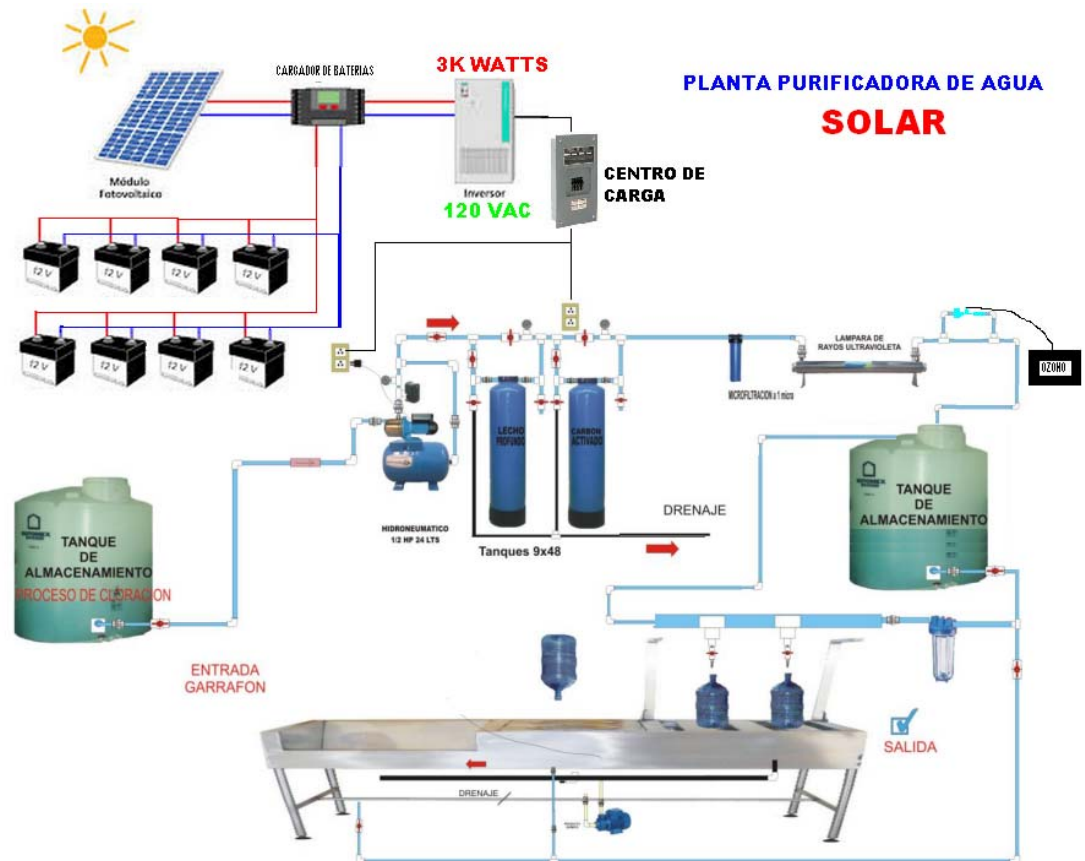 CARGADOR DE BATERIAS
3K WATTS
PLANTA PURIFICADORA DE AGUA
SOLAR
Módulo
Fotovoltaico
Inversor
120 VAC
CENTRO DE
CARGA
12 V
12 V
12 V
12 V
12 V
12 V
12 V
12 V
LAMPARA DE
RAYOS ULTRAVIOLETA
OZONO
MICROFILTRACION a 1 micra
LECHO
PROFUNDO
CARBON
ACTIVADO
HIDRONEUMATICO
1/2 HP 24 LTS
Tanques 9x48
DRENAJE
TANQUE
DE
ALMACENAMIENTO
PROCESO DE CLORACION
TANQUE
DE
ALMACENAMIENTO
ENTRADA
GARRAFON
SALIDA
DRENAJE